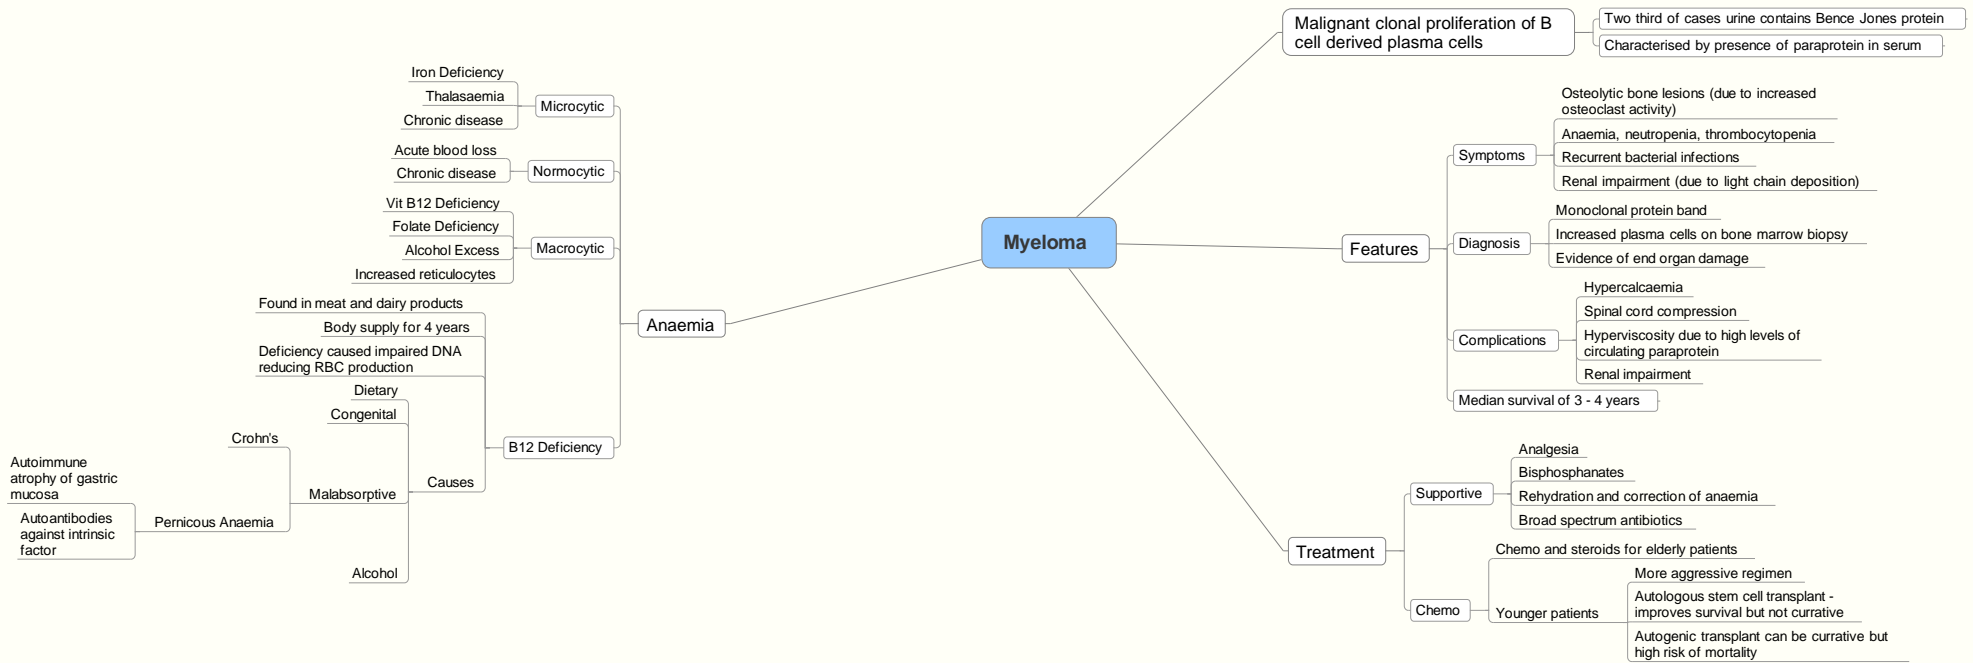 Myeloma
Malignant clonal proliferation of B
cell derived plasma cells
Two third of cases urine contains Bence Jones protein
Characterised by presence of paraprotein in serum
Features
Symptoms
Osteolytic bone lesions (due to increased
osteoclast activity)
Anaemia, neutropenia, thrombocytopenia
Recurrent bacterial infections
Renal impairment (due to light chain deposition)
Diagnosis
Monoclonal protein band
Increased plasma cells on bone marrow biopsy
Evidence of end organ damage
Complications
Hypercalcaemia
Spinal cord compression
Hyperviscosity due to high levels of
circulating paraprotein
Renal impairment
Median survival of 3 - 4 years
Treatment
Supportive
Analgesia
Bisphosphanates
Rehydration and correction of anaemia
Broad spectrum antibiotics
Chemo
Chemo and steroids for elderly patients
Younger patients
More aggressive regimen
Autologous stem cell transplant -
improves survival but not currative
Autogenic transplant can be currative but
high risk of mortality
Anaemia
Microcytic
Iron Deficiency
Thalasaemia
Chronic disease
Normocytic
Acute blood loss
Chronic disease
Macrocytic
Vit B12 Deficiency
Folate Deficiency
Alcohol Excess
Increased reticulocytes
B12 Deficiency
Found in meat and dairy products
Body supply for 4 years
Deficiency caused impaired DNA
reducing RBC production
Causes
Dietary
Congenital
Malabsorptive
Crohn's
Pernicous Anaemia
Autoimmune
atrophy of gastric
mucosa
Autoantibodies
against intrinsic
factor
Alcohol